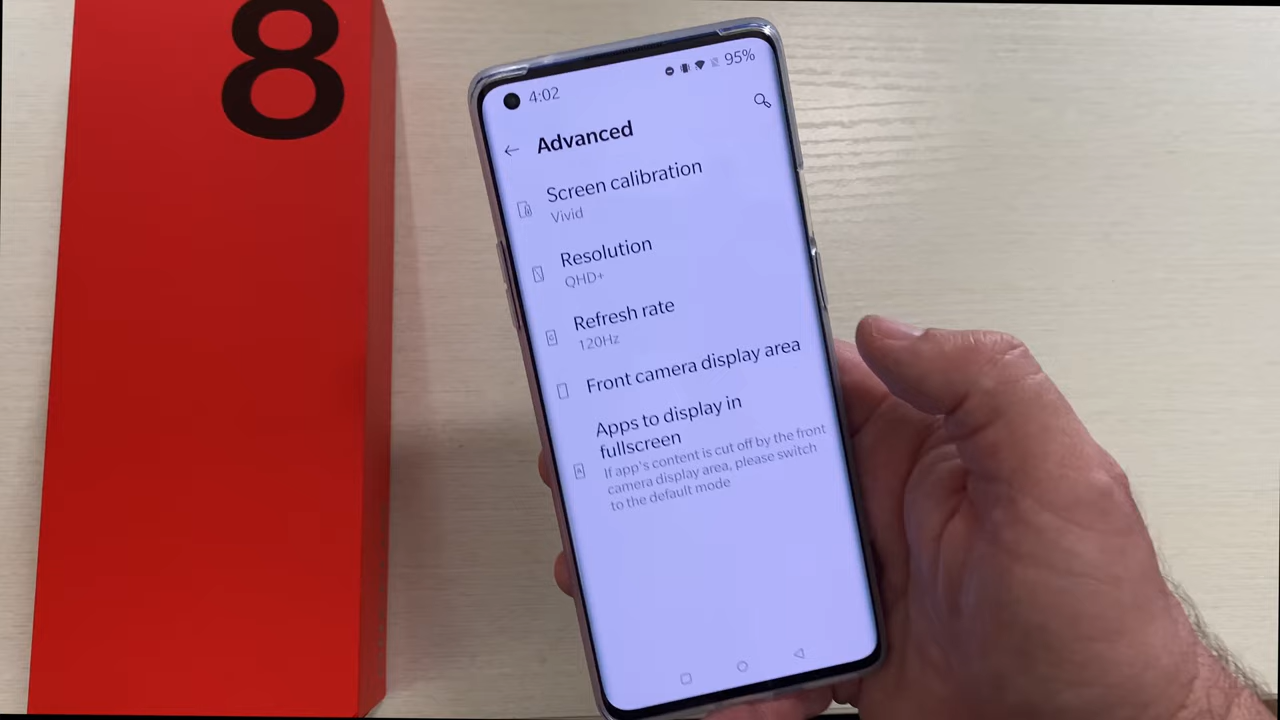 8
4:02
95%
Advanced
Screen calibration
Vivid
Resolution
QHD+
Refresh rate
120Hz
Front camera display area
Apps to display in
fullscreen
If app's content is cut off by the front
camera display area, please switch
to the default mode